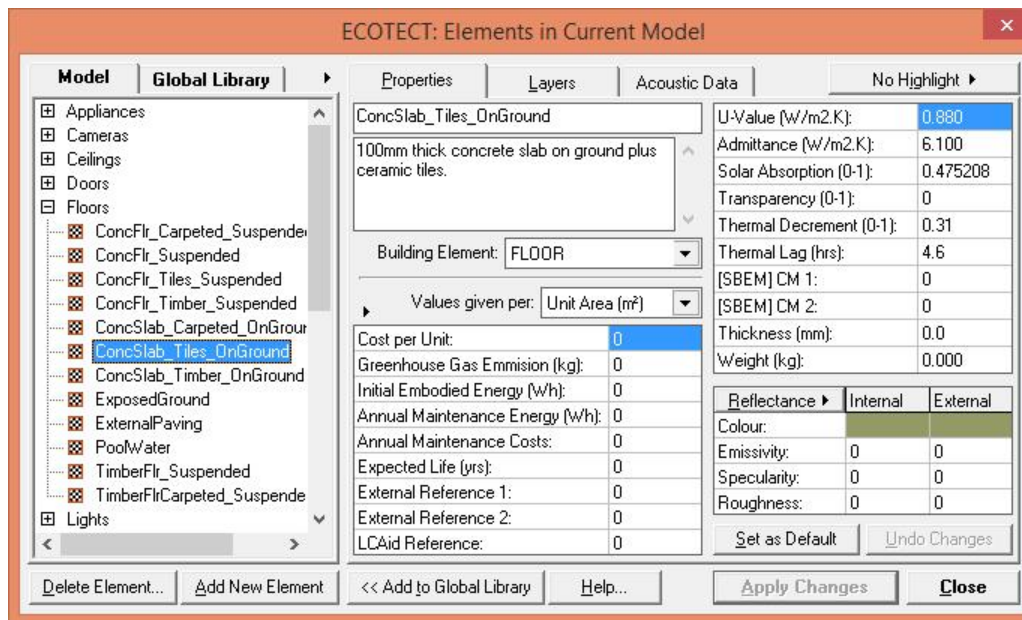 ECOTECT: Elements in Current Model
Model
Global Library
Appliances
Cameras
Ceilings
Doors
Floors
ConcFlr_Carpeted_Suspende
ConcFlr_Suspended
ConcFlr_Tiles_Suspended
ConcFlr_Timber_Suspended
ConcSlab_Carpeted_OnGrour
ConcSlab_Tiles_OnGround
ConcSlab_Timber_OnGround
ExposedGround
ExternalPaving
PoolWater
TimberFlr_Suspended
TimberFlrCarpeted_Suspende
Lights
Delete Element...
Add New Element
Properties
Layers
Acoustic Data
No Highlight
ConcSlab_Tiles_OnGround
100mm thick concrete slab on ground plus
ceramic tiles.
Building Element: FLOOR
Values given per: Unit Area (m²)
Cost per Unit: 0
Greenhouse Gas Emmision (kg): 0
Initial Embodied Energy (Wh): 0
Annual Maintenance Energy (Wh): 0
Annual Maintenance Costs: 0
Expected Life (yrs): 0
External Reference 1: 0
External Reference 2: 0
LCAid Reference: 0
<< Add to Global Library
Help...
U-Value (W/m2.K): 0.880
Admittance (W/m2.K): 6.100
Solar Absorption (0-1): 0.475208
Transparency (0-1): 0
Thermal Decrement (0-1): 0.31
Thermal Lag (hrs): 4.6
[SBEM] CM 1: 0
[SBEM] CM 2: 0
Thickness (mm): 0.0
Weight (kg): 0.000
Reflectance Internal External
Colour:
Emissivity: 0 0
Specularity: 0 0
Roughness: 0 0
Set as Default
Undo Changes
Apply Changes
Close